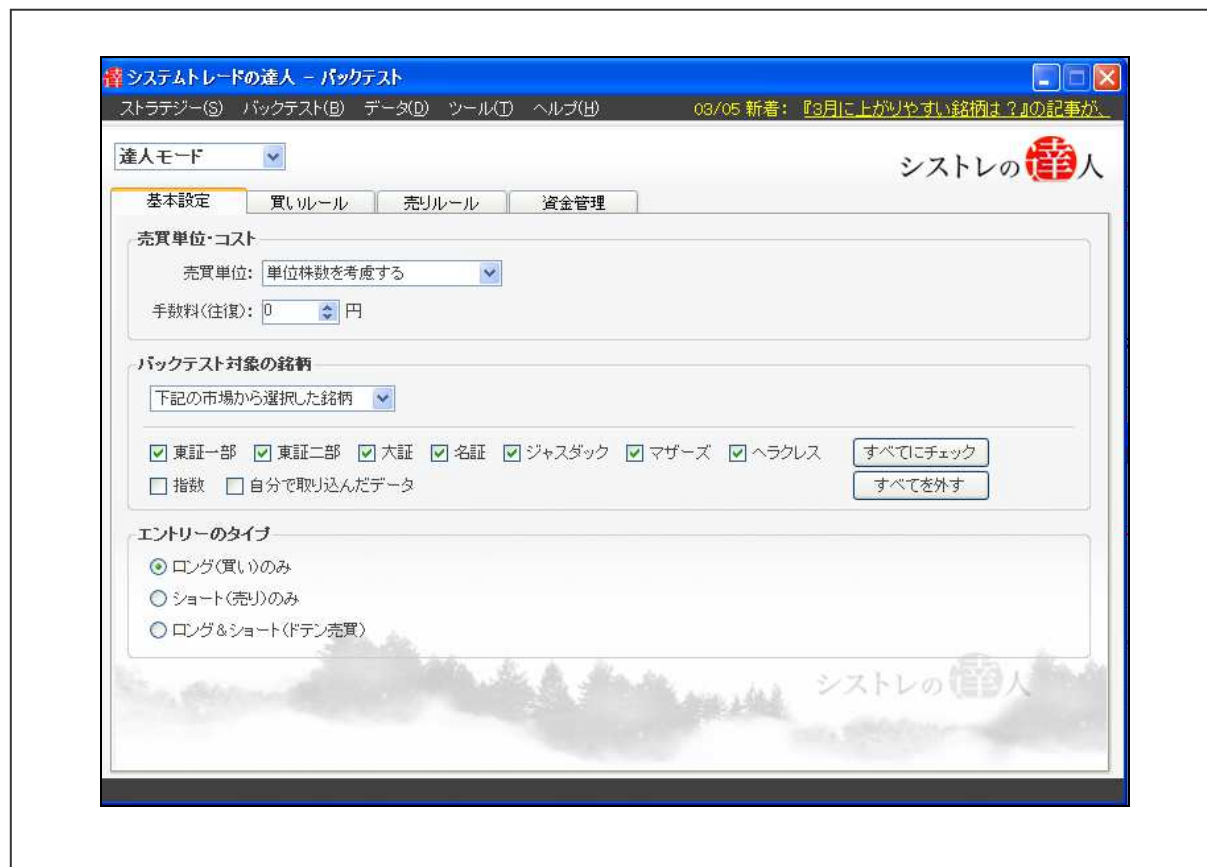 システムトレードの達人 - バックテスト
ストラテジー(S) バックテスト(B) データ(D) ツール(T) ヘルプ(H) 03/05 新着： 『3月に上がりやすい銘柄は？』の記事が、
達人モード
シストレの達人
基本設定 買いルール 売りルール 資金管理
売買単位・コスト
売買単位: 単位株数を考慮する
手数料(往復): 0 円
バックテスト対象の銘柄
下記の市場から選択した銘柄
東証一部 東証二部 大証 名証 ジャスダック マザーズ ヘラクレス すべてにチェック
指数 自分で取り込んだデータ すべてを外す
エントリーのタイプ
ロング(買い)のみ
ショート(売り)のみ
ロング＆ショート(ドテン売買)
シストレの達人